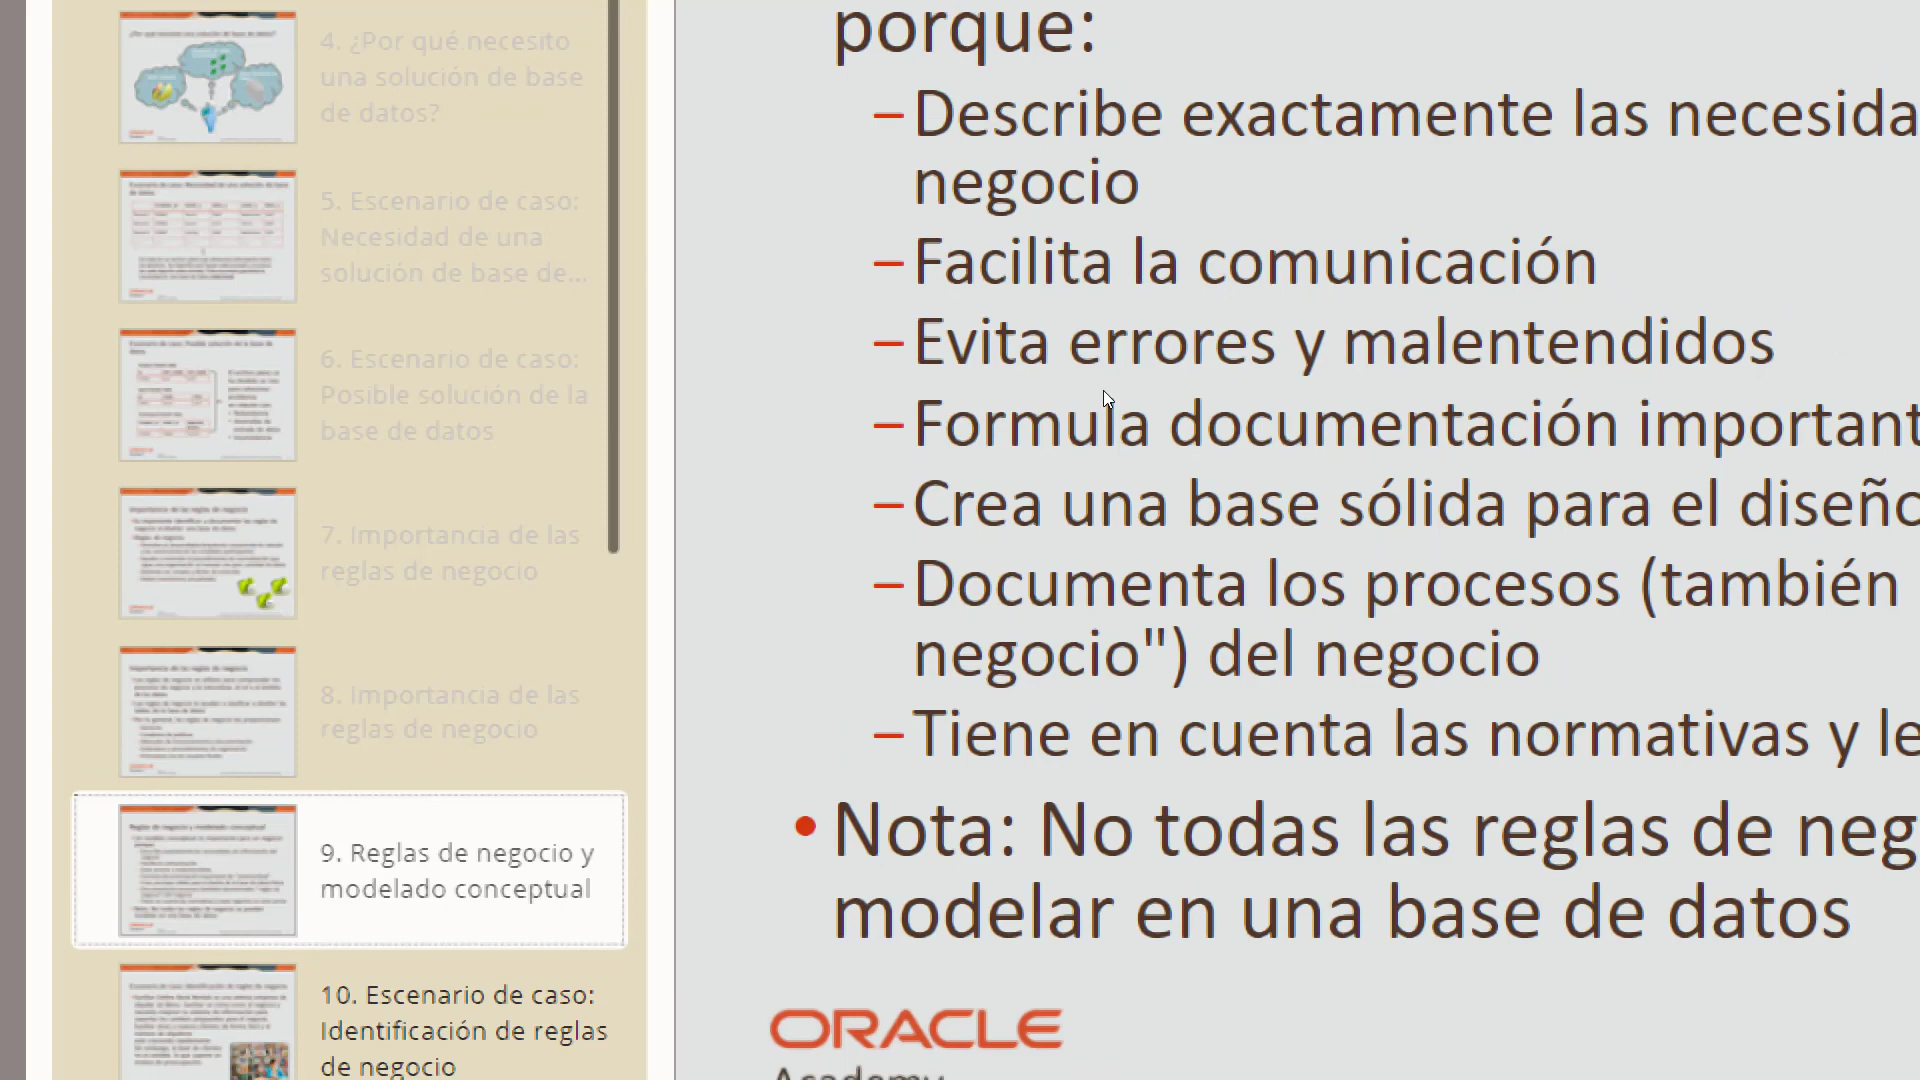 4. ¿Por qué necesito
una solución de base
de datos?
5. Escenario de caso:
Necesidad de una
solución de base de...
6. Escenario de caso:
Posible solución de la
base de datos
7. Importancia de las
reglas de negocio
8. Importancia de las
reglas de negocio
9. Reglas de negocio y
modelado conceptual
10. Escenario de caso:
Identificación de reglas
de negocio
porque:
–Describe exactamente las necesida
negocio
–Facilita la comunicación
–Evita errores y malentendidos
–Formula documentación important
–Crea una base sólida para el diseño
–Documenta los procesos (también
negocio") del negocio
–Tiene en cuenta las normativas y le
•Nota: No todas las reglas de neg
modelar en una base de datos
ORACLE
Academy